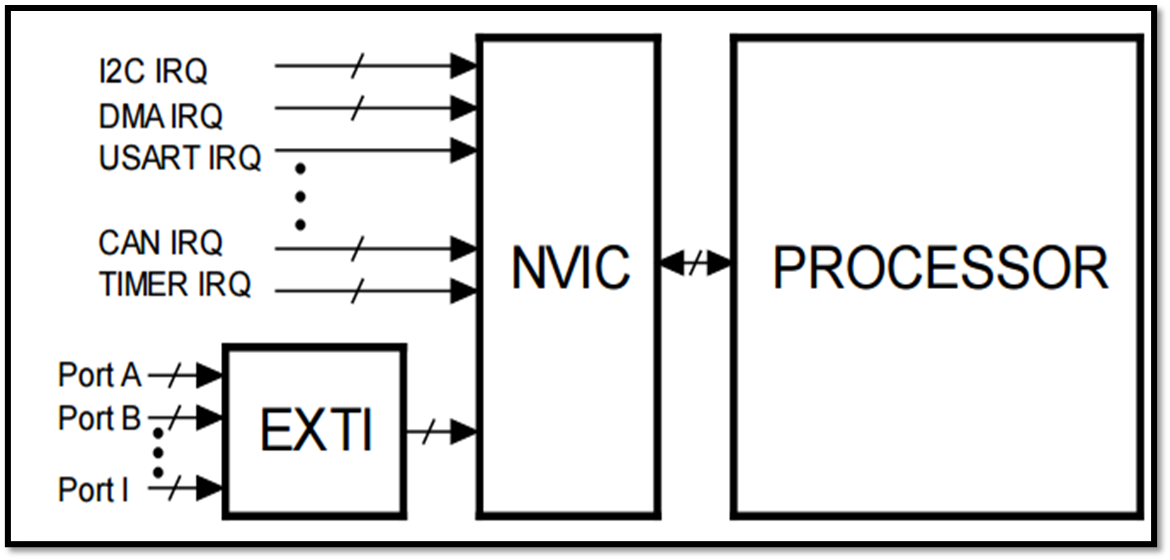 I2C IRQ
DMA IRQ
USART IRQ
CAN IRQ
TIMER IRQ
NVIC
PROCESSOR
Port A
Port B
Port I
EXTI